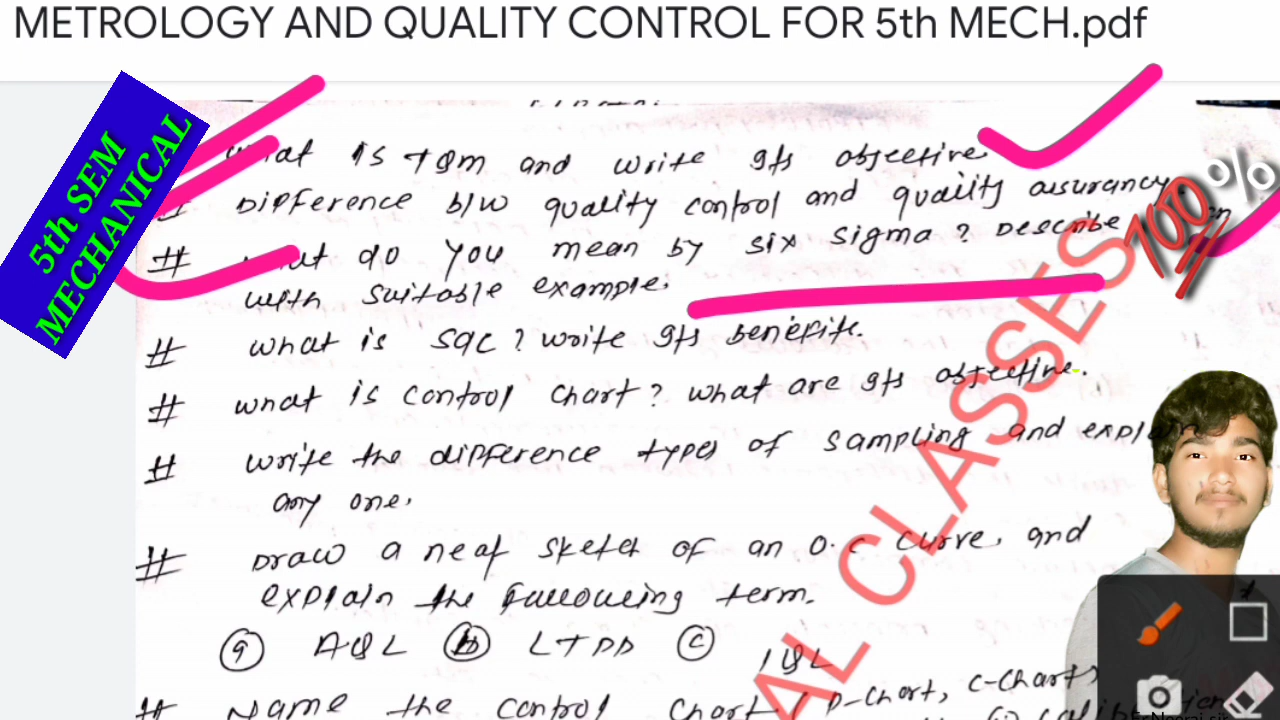 METROLOGY AND QUALITY CONTROL FOR 5th MECH.pdf
5th SEM
MECHANICAL
100%
is TQM and write its objective
# Difference b/w quality control and quality assurancy
# do you mean by six sigma? Describe
with suitable example.
# what is SQC? write its benefits.
# what is control chart? what are its objective.
# write the difference types of sampling and explain
any one.
# Draw a neat sketch of an O.C curve, and
explain the following term.
(a) AQL (b) LTPD (c) IQL
# Name the control chart (P-chart, C-chart)
AL CLASSES